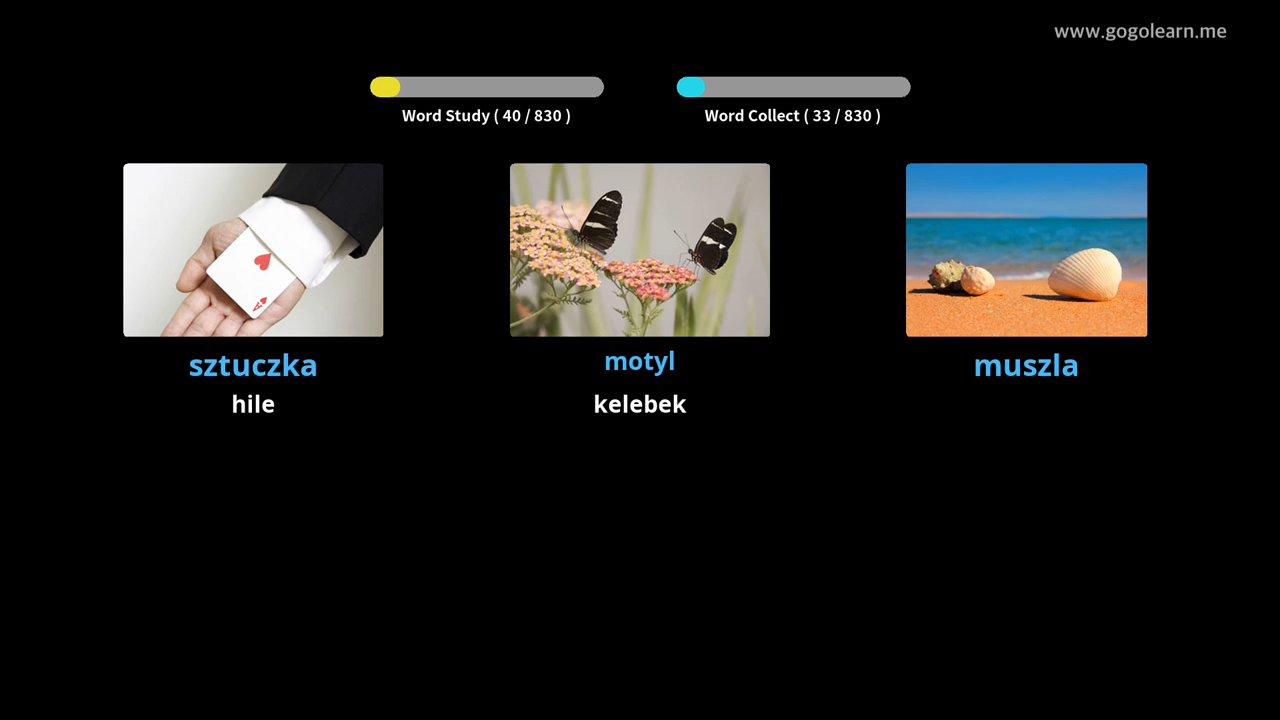 www.gogolearn.me
Word Study ( 40 / 830 )
Word Collect ( 33 / 830 )
sztuczka
hile
motyl
kelebek
muszla